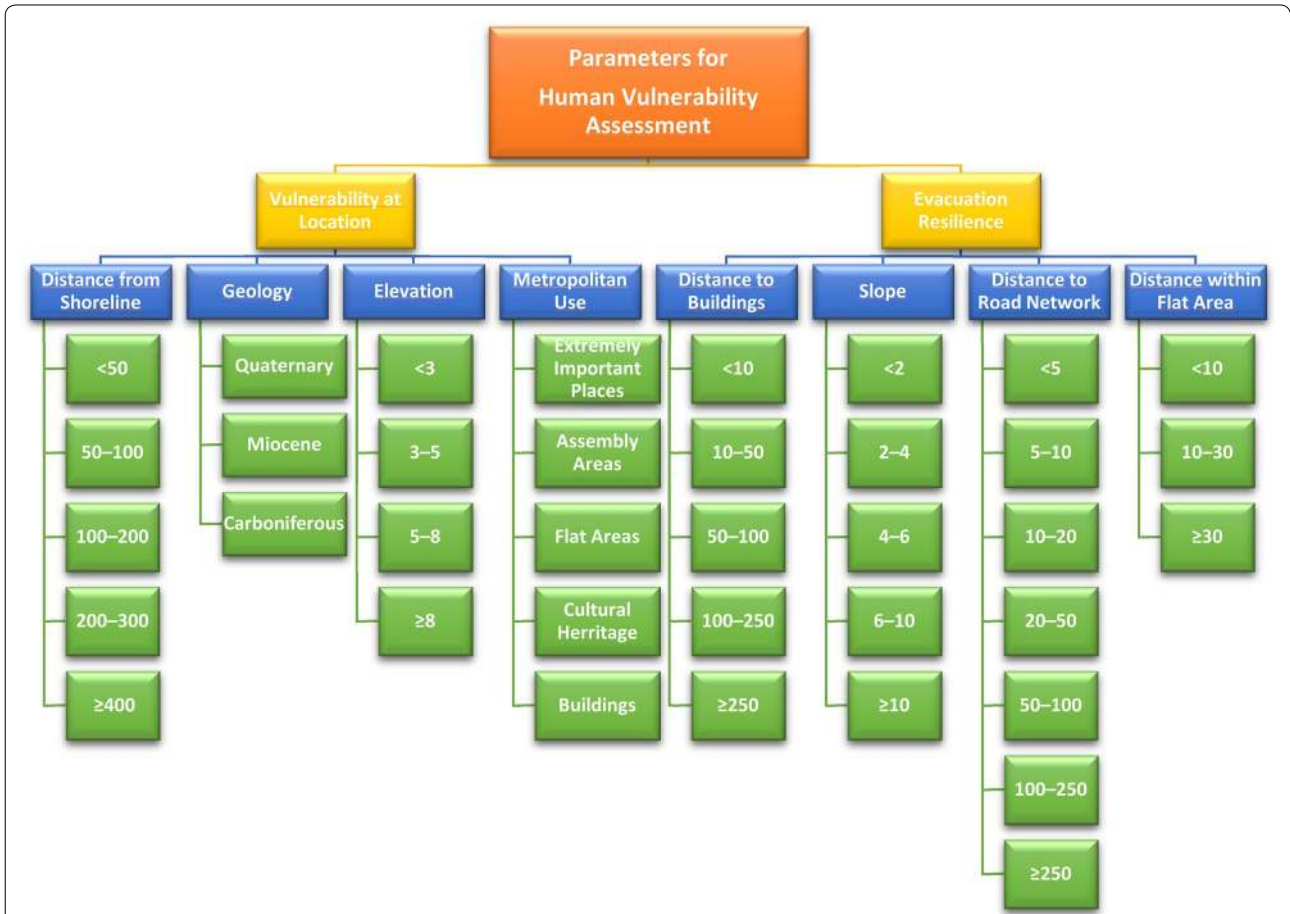 Parameters for
Human Vulnerability
Assessment
Vulnerability at
Location
Evacuation
Resilience
Distance from
Shoreline
Geology
Elevation
Metropolitan
Use
Distance to
Buildings
Slope
Distance to
Road Network
Distance within
Flat Area
<50
50–100
100–200
200–300
≥400
Quaternary
Miocene
Carboniferous
<3
3–5
5–8
≥8
Extremely
Important
Places
Assembly
Areas
Flat Areas
Cultural
Herritage
Buildings
<10
10–50
50–100
100–250
≥250
<2
2–4
4–6
6–10
≥10
<5
5–10
10–20
20–50
50–100
100–250
≥250
<10
10–30
≥30